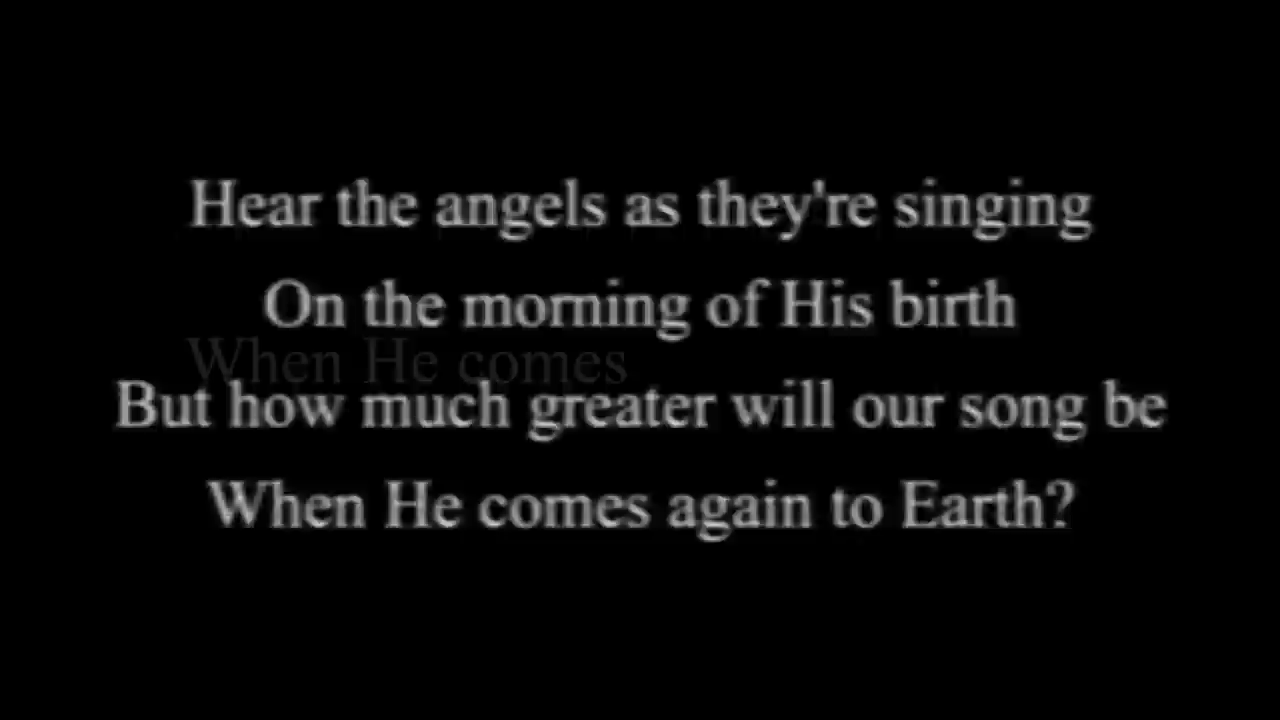 Hear the angels as they're singing
On the morning of His birth
When He comes
But how much greater will our song be
When He comes again to Earth?